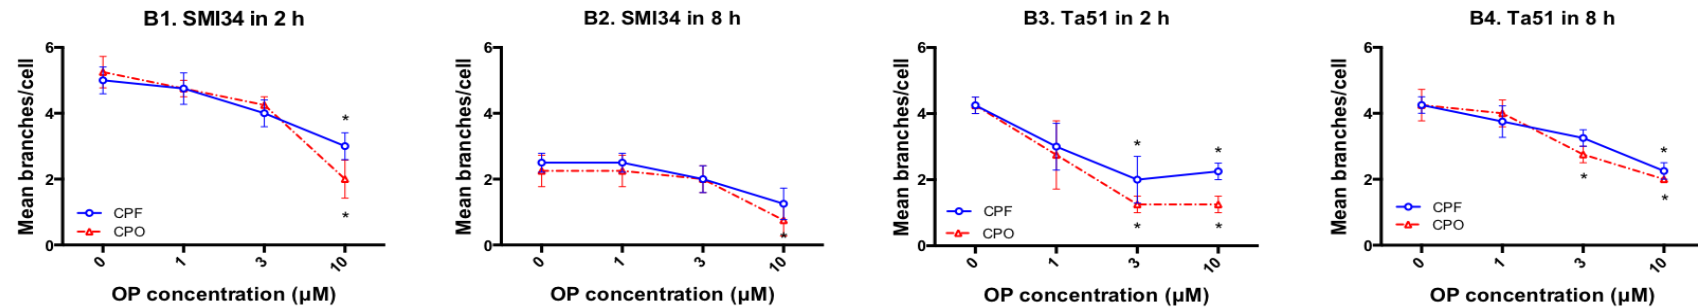 B1. SMI34 in 2 h
Mean branches/cell
6
4
2
0
CPF
CPO
*
*
0
1
3
10
OP concentration (µM)
B2. SMI34 in 8 h
Mean branches/cell
6
4
2
0
*
0
1
3
10
OP concentration (µM)
B3. Ta51 in 2 h
Mean branches/cell
6
4
2
0
CPF
CPO
*
*
*
*
0
1
3
10
OP concentration (µM)
B4. Ta51 in 8 h
Mean branches/cell
6
4
2
0
CPF
CPO
*
*
*
0
1
3
10
OP concentration (µM)